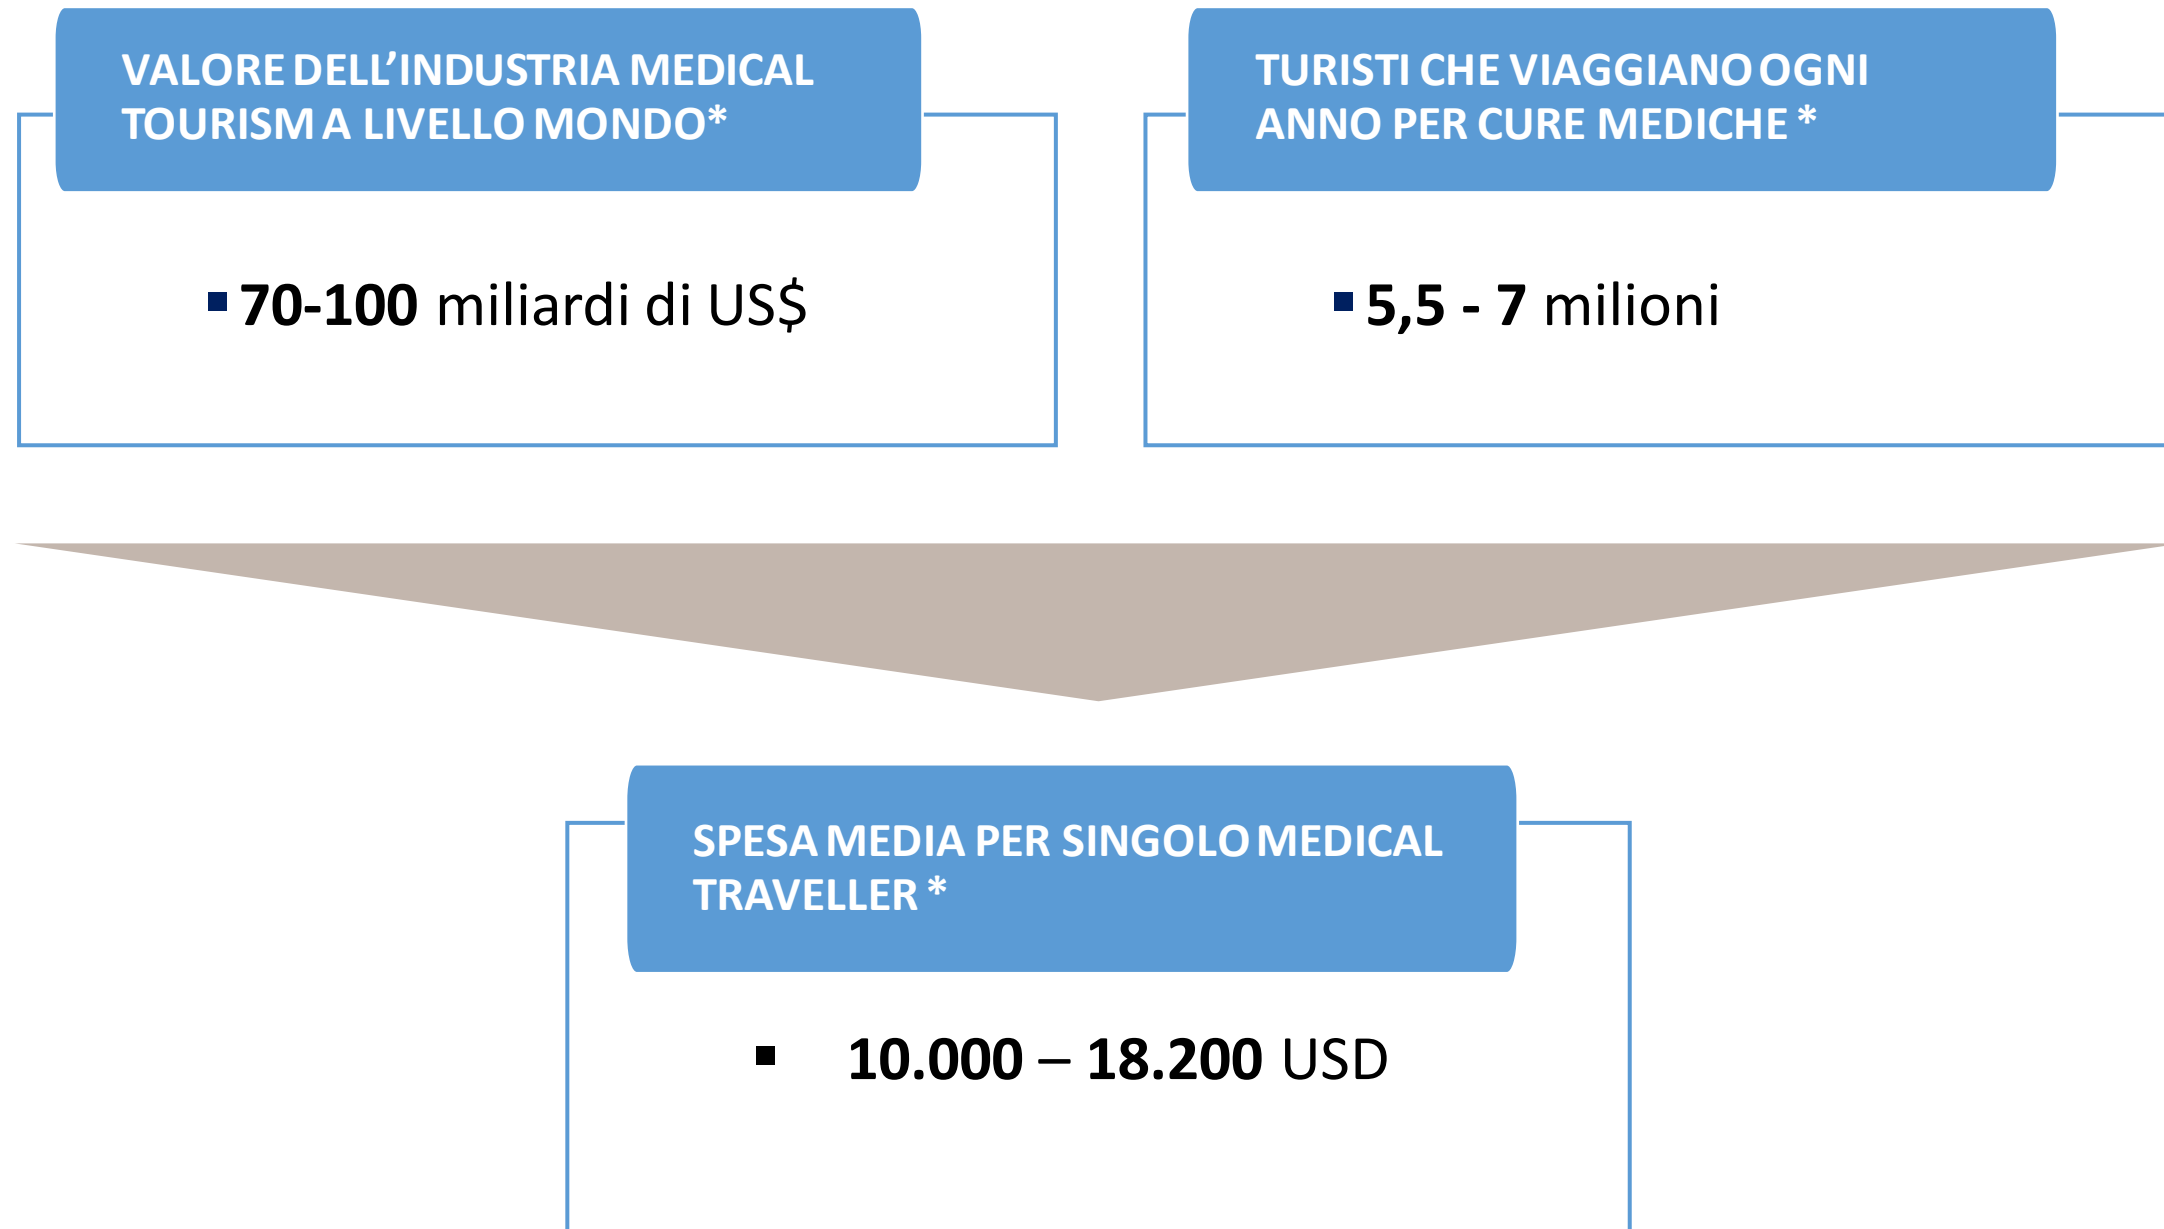 VALORE DELL’INDUSTRIA MEDICAL
TOURISM A LIVELLO MONDO*
TURISTI CHE VIAGGIANO OGNI
ANNO PER CURE MEDICHE *
▪ 70-100 miliardi di US$
▪ 5,5 - 7 milioni
SPESA MEDIA PER SINGOLO MEDICAL
TRAVELLER *
▪ 10.000 – 18.200 USD